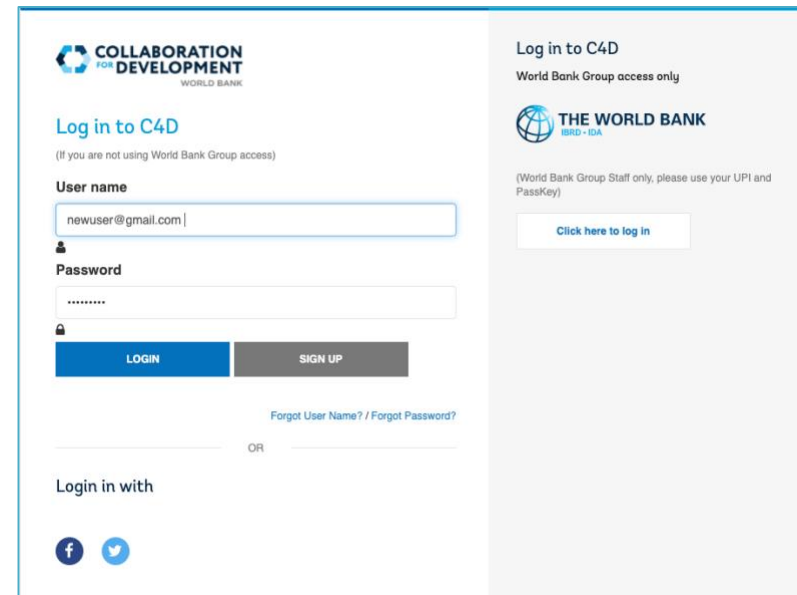 COLLABORATION
FOR DEVELOPMENT
WORLD BANK
Log in to C4D
(If you are not using World Bank Group access)
User name
newuser@gmail.com
Password
LOGIN
SIGN UP
Forgot User Name? / Forgot Password?
OR
Login in with
Log in to C4D
World Bank Group access only
THE WORLD BANK
IBRD • IDA
(World Bank Group Staff only, please use your UPI and
PassKey)
Click here to log in